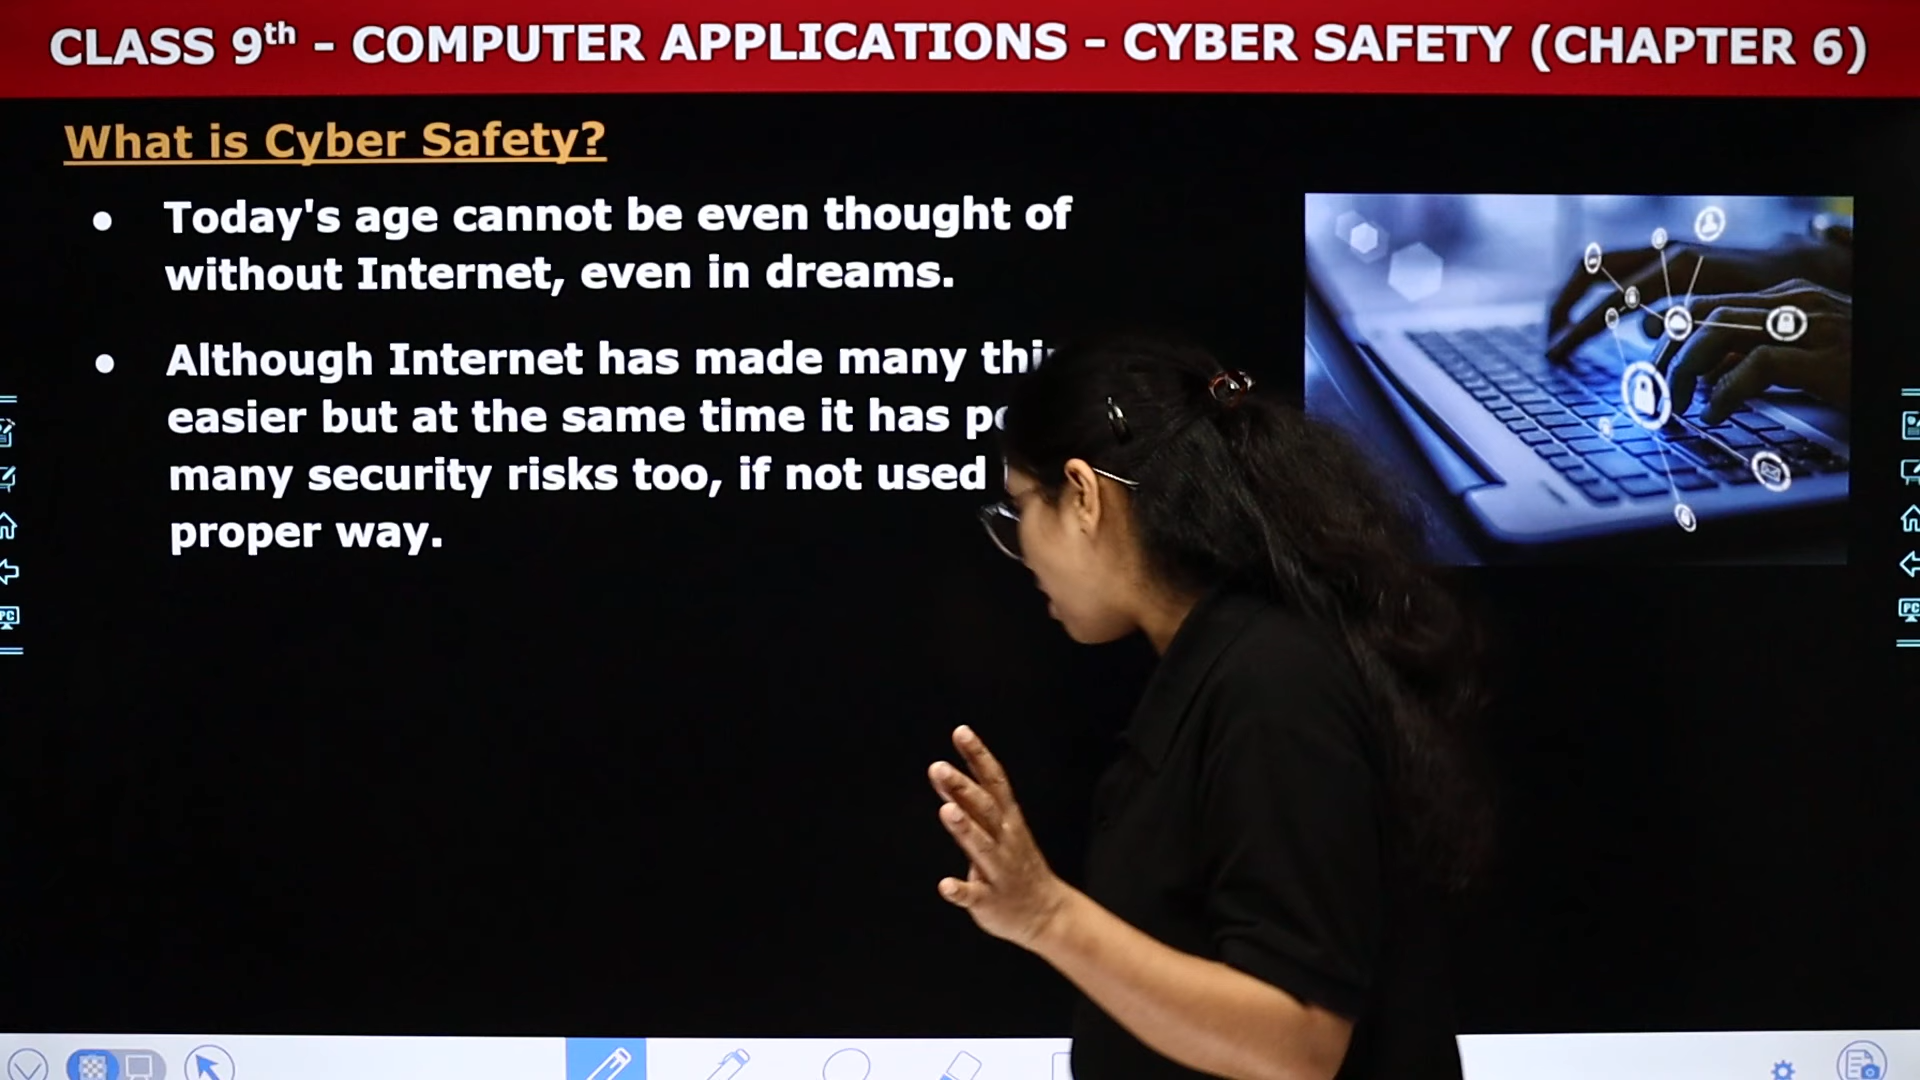 CLASS 9th - COMPUTER APPLICATIONS - CYBER SAFETY (CHAPTER 6)
What is Cyber Safety?
• Today's age cannot be even thought of
without Internet, even in dreams.
• Although Internet has made many
easier but at the same time it has
many security risks too, if not used
proper way.
PC
PC